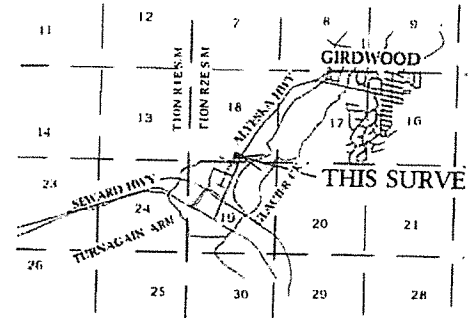 11 12 7 8 9
GIRDWOOD
T10N R1E S.M
T10N R2E S.M
ALYESKA HWY
14 13 18 17 16
THIS SURVE
23 24 19 20 21
SEWARD HWY
GLACIER CK
TURNAGAIN ARM
26 25 30 29 28